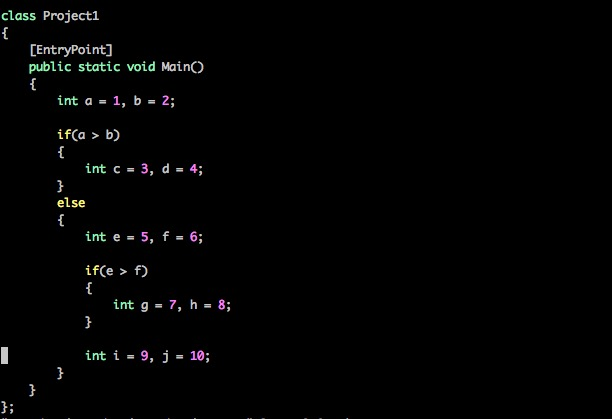 class Project1
{
    [EntryPoint]
    public static void Main()
    {
        int a = 1, b = 2;

        if(a > b)
        {
            int c = 3, d = 4;
        }
        else
        {
            int e = 5, f = 6;

            if(e > f)
            {
                int g = 7, h = 8;
            }

            int i = 9, j = 10;
        }
    }
};